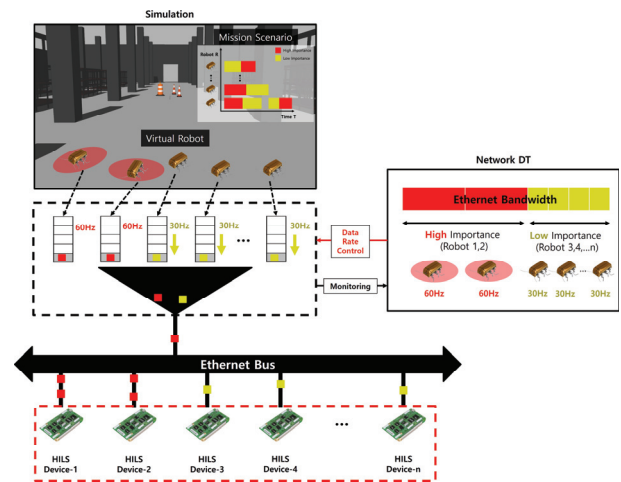 Simulation
Mission Scenario
Robot R
High Importance
Low Importance
Time T
Virtual Robot
60Hz
60Hz
30Hz
30Hz
30Hz
...
Data
Rate
Control
Monitoring
Network DT
Ethernet Bandwidth
High Importance
(Robot 1,2)
Low Importance
(Robot 3,4,...n)
...
60Hz
60Hz
30Hz
30Hz
30Hz
Ethernet Bus
...
HILS
Device-1
HILS
Device-2
HILS
Device-3
HILS
Device-4
HILS
Device-n